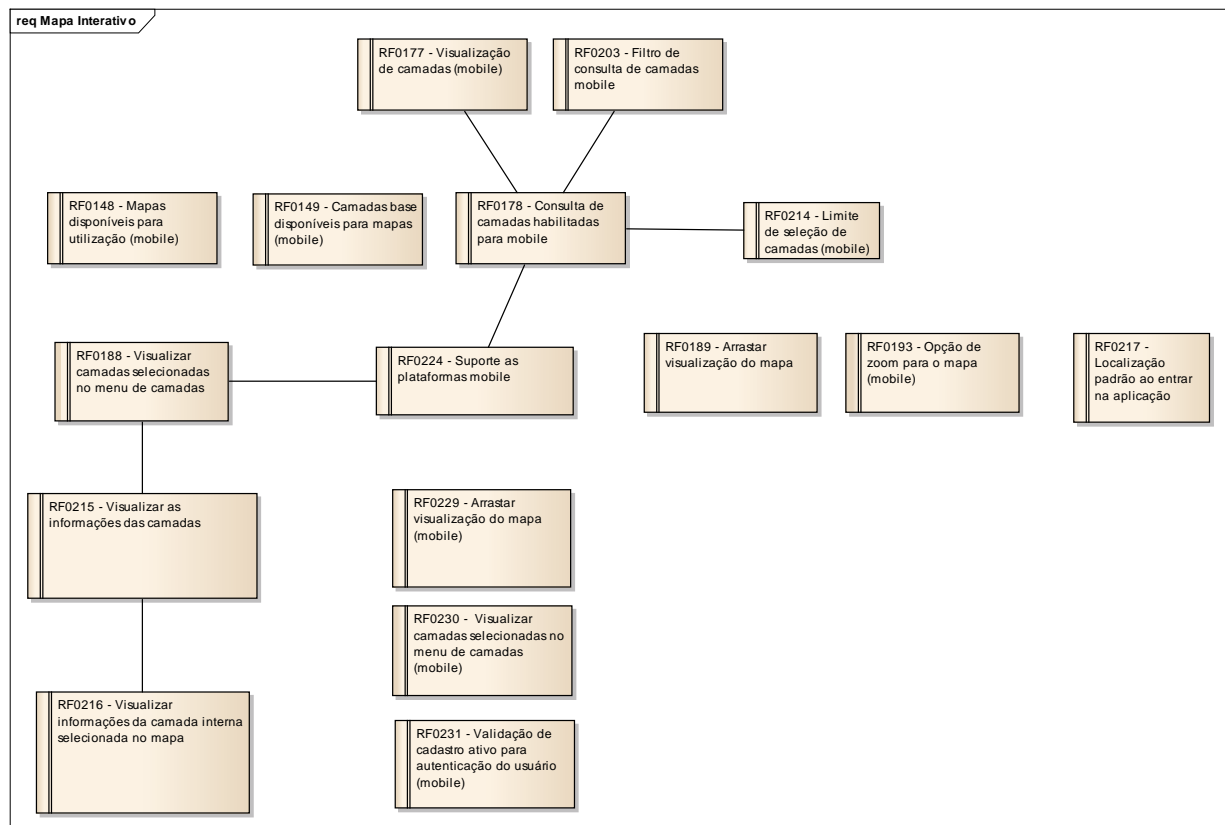 req Mapa Interativo
RF0177 - Visualização
de camadas (mobile)
RF0203 - Filtro de
consulta de camadas
mobile
RF0148 - Mapas
disponíveis para
utilização (mobile)
RF0149 - Camadas base
disponíveis para mapas
(mobile)
RF0178 - Consulta de
camadas habilitadas
para mobile
RF0214 - Limite
de seleção de
camadas (mobile)
RF0188 - Visualizar
camadas selecionadas
no menu de camadas
RF0224 - Suporte as
plataformas mobile
RF0189 - Arrastar
visualização do mapa
RF0193 - Opção de
zoom para o mapa
(mobile)
RF0217 -
Localização
padrão ao entrar
na aplicação
RF0215 - Visualizar as
informações das camadas
RF0229 - Arrastar
visualização do mapa
(mobile)
RF0230 - Visualizar
camadas selecionadas no
menu de camadas
(mobile)
RF0216 - Visualizar
informações da camada interna
selecionada no mapa
RF0231 - Validação de
cadastro ativo para
autenticação do usuário
(mobile)